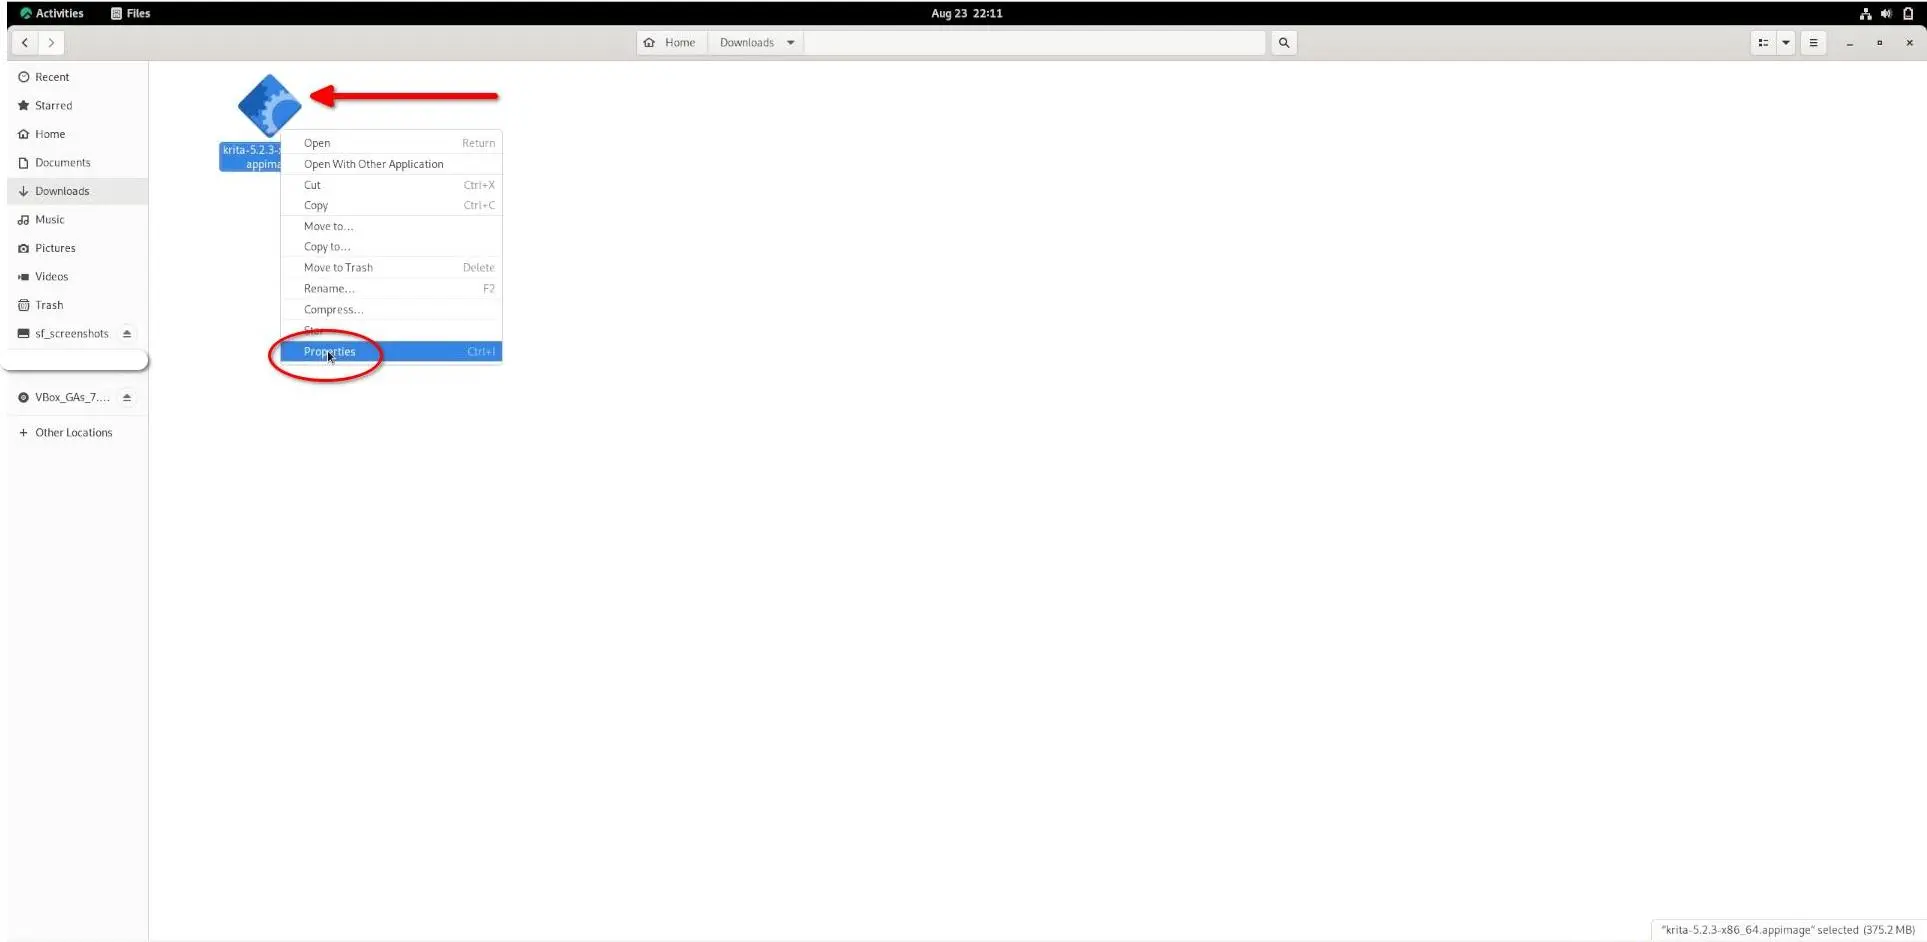 Activities Files Aug 23 22:11
Home Downloads
Recent
Starred
Home
Documents
Downloads
Music
Pictures
Videos
Trash
sf_screenshots
VBox_GAs_7....
Other Locations
krita-5.2.3-
appima
Open Return
Open With Other Application
Cut Ctrl+X
Copy Ctrl+C
Move to...
Copy to...
Move to Trash Delete
Rename... F2
Compress...
Star
Properties Ctrl+I
"krita-5.2.3-x86_64.appimage" selected (375.2 MB)